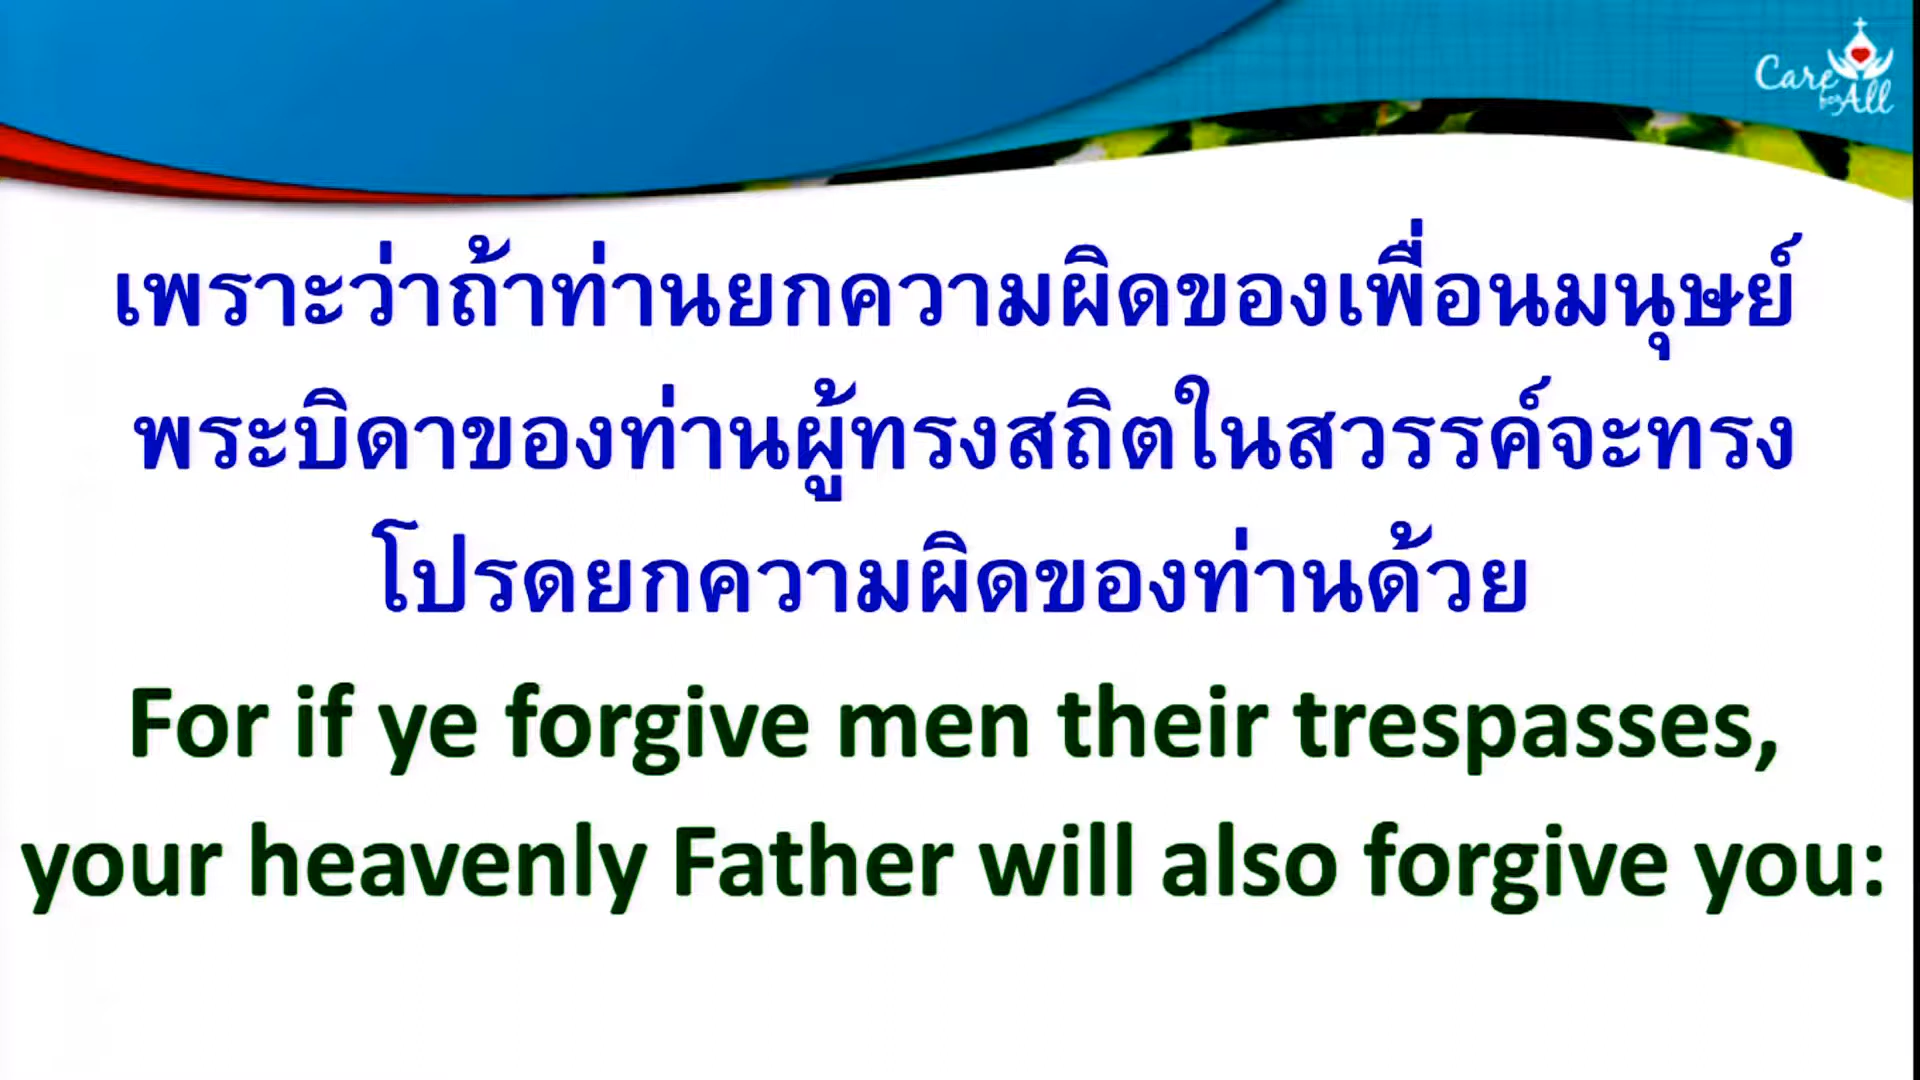 Care
for All
เพราะว่าถ้าท่านยกความผิดของเพื่อนมนุษย์
พระบิดาของท่านผู้ทรงสถิตในสวรรค์จะทรง
โปรดยกความผิดของท่านด้วย
For if ye forgive men their trespasses,
your heavenly Father will also forgive you: